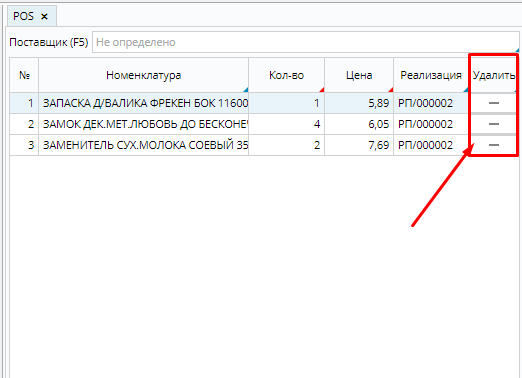 POS ×
Поставщик (F5) Не определено
№ Номенклатура Кол-во Цена Реализация Удалить
1 ЗАПАСКА Д/ВАЛИКА ФРЕКЕН БОК 11600 1 5,89 РП/000002 —
2 ЗАМОК ДЕК.МЕТ.ЛЮБОВЬ ДО БЕСКОНЕЧ 4 6,05 РП/000002 —
3 ЗАМЕНИТЕЛЬ СУХ.МОЛОКА СОЕВЫЙ 35 2 7,69 РП/000002 —